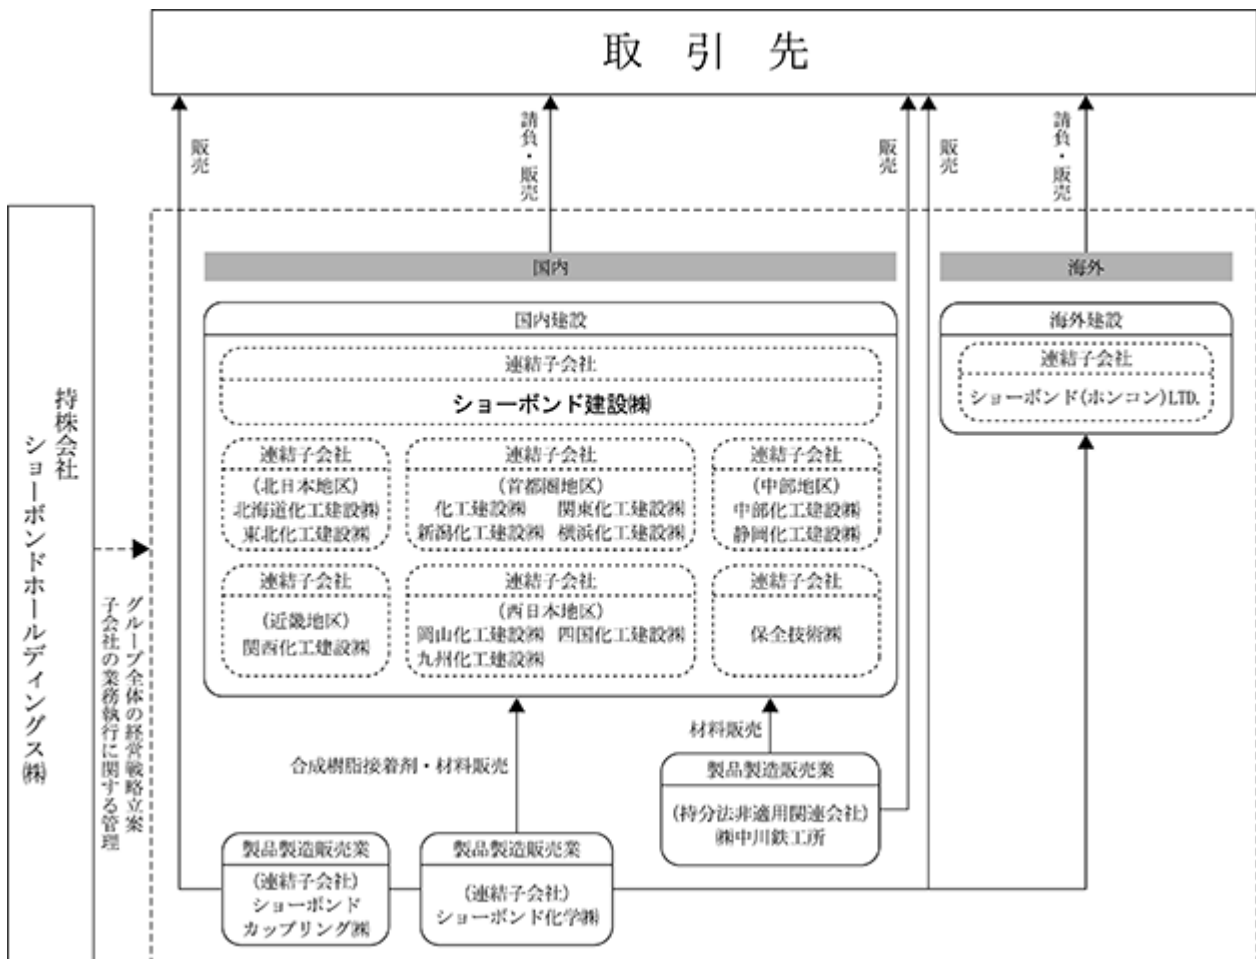 取引先
販売
請負・販売
販売
販売
請負・販売
持株会社
ショーボンドホールディングス㈱
グループ全体の経営戦略立案
子会社の業務執行に関する管理
国内
海外
国内建設
連結子会社
ショーボンド建設㈱
連結子会社
(北日本地区)
北海道化工建設㈱
東北化工建設㈱
連結子会社
(首都圏地区)
化工建設㈱ 関東化工建設㈱
新潟化工建設㈱横浜化工建設㈱
連結子会社
(中部地区)
中部化工建設㈱
静岡化工建設㈱
連結子会社
(近畿地区)
関西化工建設㈱
連結子会社
(西日本地区)
岡山化工建設㈱ 四国化工建設㈱
九州化工建設㈱
連結子会社
保全技術㈱
海外建設
連結子会社
ショーボンド(ホンコン)LTD.
合成樹脂接着剤・材料販売
材料販売
製品製造販売業
(持分法非適用関連会社)
㈱中川鉄工所
製品製造販売業
(連結子会社)
ショーボンド
カップリング㈱
製品製造販売業
(連結子会社)
ショーボンド化学㈱